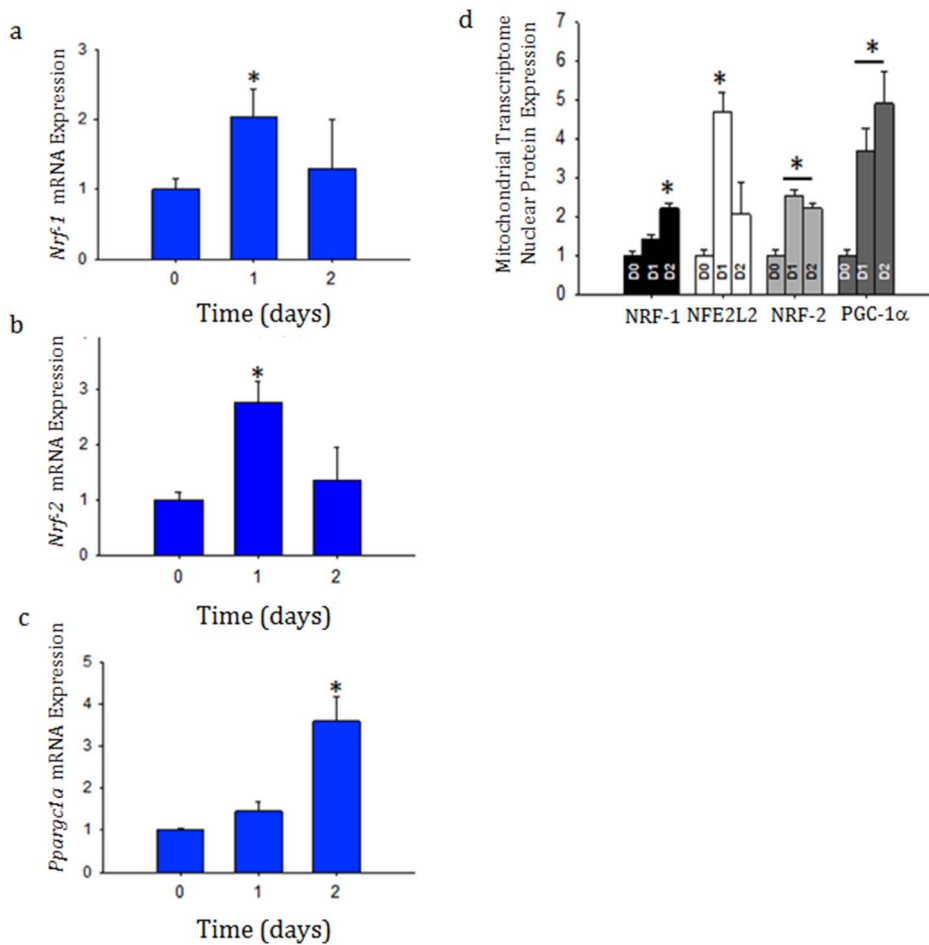 a
Nrf-1 mRNA Expression
3
2
1
0
*
0 1 2
Time (days)
b
Nrf-2 mRNA Expression
3
2
1
0
*
0 1 2
Time (days)
c
Ppargc1a mRNA Expression
5
4
3
2
1
0
*
0 1 2
Time (days)
d
Mitochondrial Transcriptome
Nuclear Protein Expression
7
6
5
4
3
2
1
0
* * * *
D0 D1 D2 D0 D1 D2 D0 D1 D2 D0 D1 D2
NRF-1 NFE2L2 NRF-2 PGC-1α